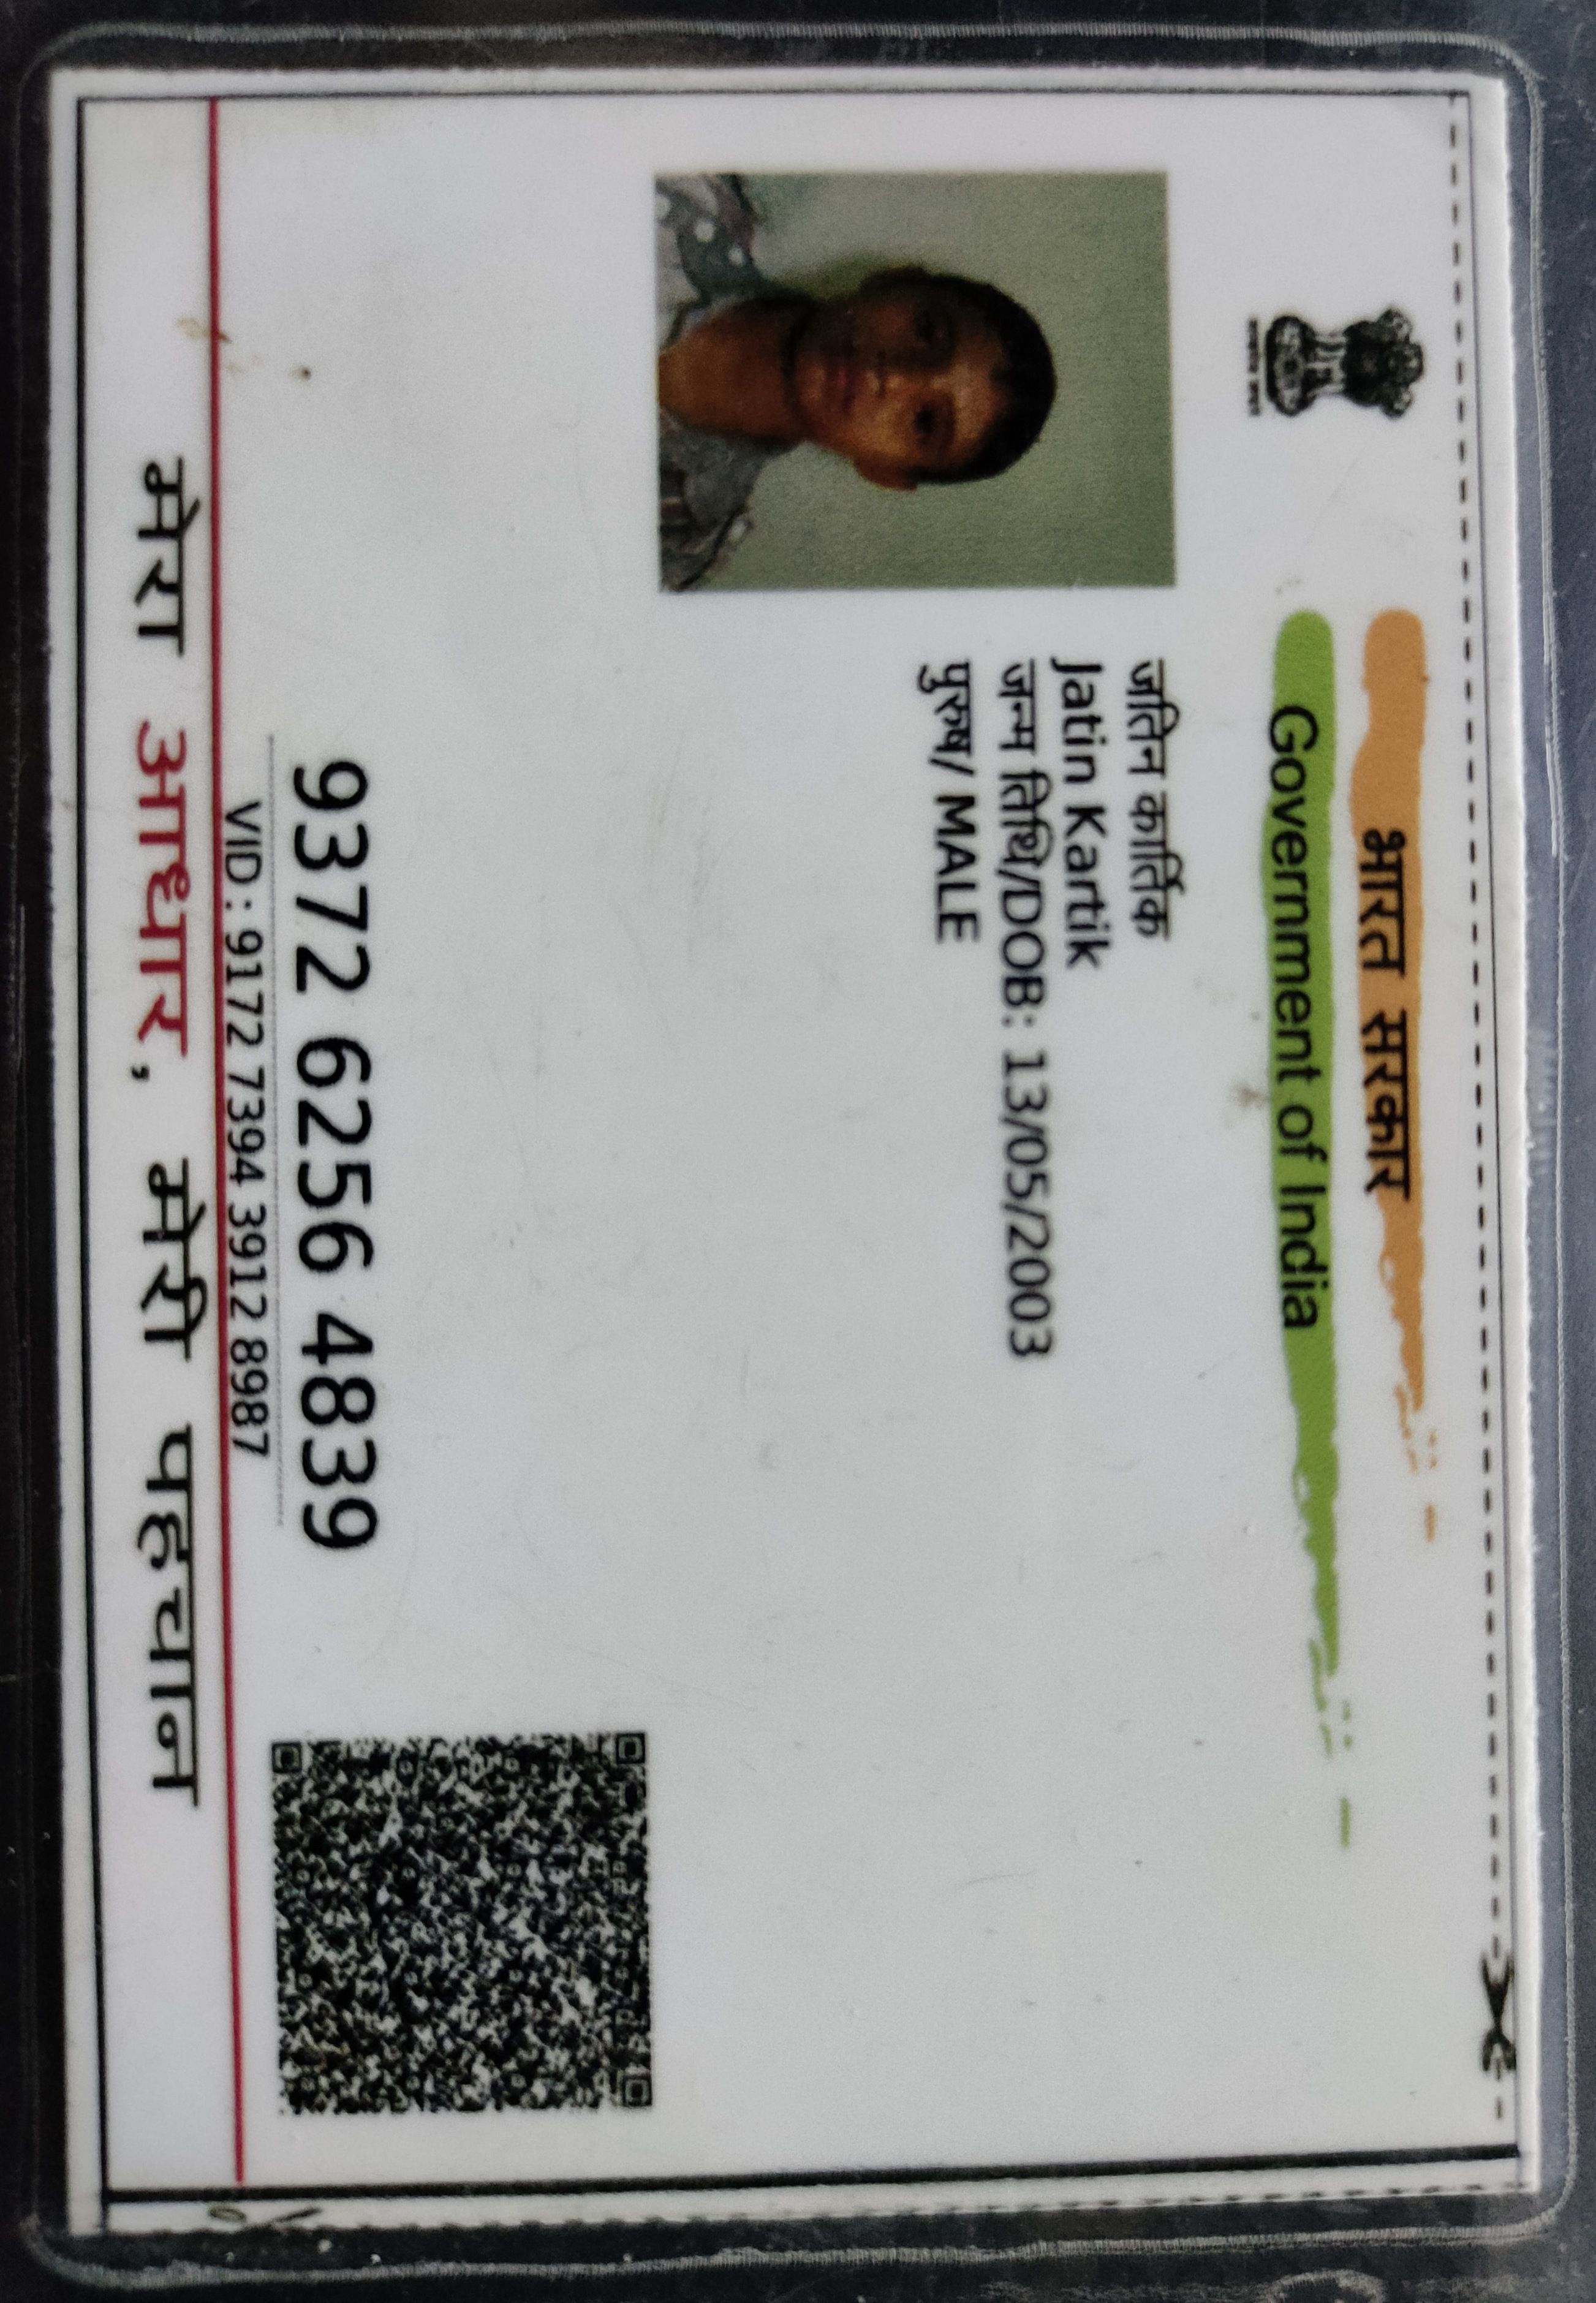 भारत सरकार
Government of India
जतिन कार्तिक
Jatin Kartik
जन्म तिथि/DOB: 13/05/2003
पुरुष/ MALE
9372 6256 4839
VID : 9172 7394 3912 8987
मेरा आधार, मेरी पहचान